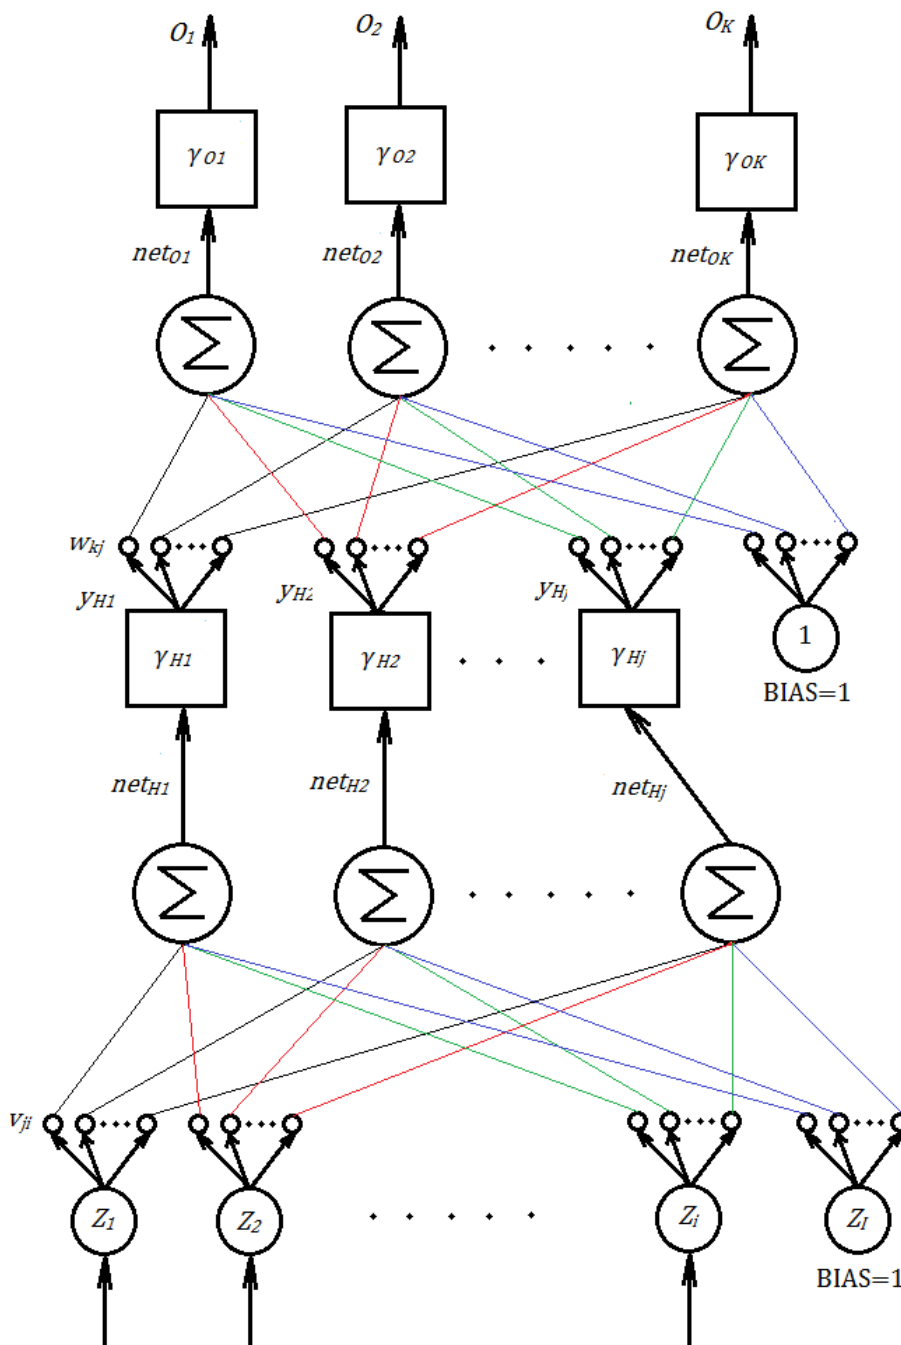 O1 O2 OK
γO1 γO2 γOK
netO1 netO2 netOK
∑ ∑ . . . . . ∑
wkj
yH1 yH2 yHj
γH1 γH2 . . . γHj 1
BIAS=1
netH1 netH2 netHj
∑ ∑ . . . . . ∑
vji
Z1 Z2 . . . . . Zi ZI
BIAS=1